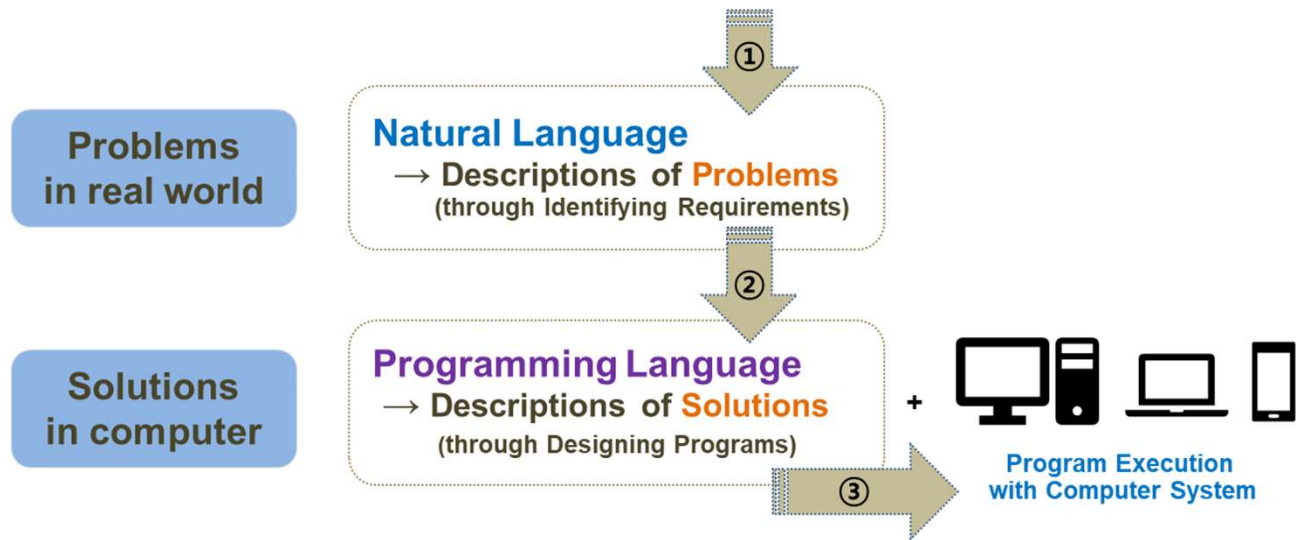 ①
Problems
in real world
Natural Language
→ Descriptions of Problems
(through Identifying Requirements)
②
Solutions
in computer
Programming Language
→ Descriptions of Solutions
(through Designing Programs)
+
③
Program Execution
with Computer System